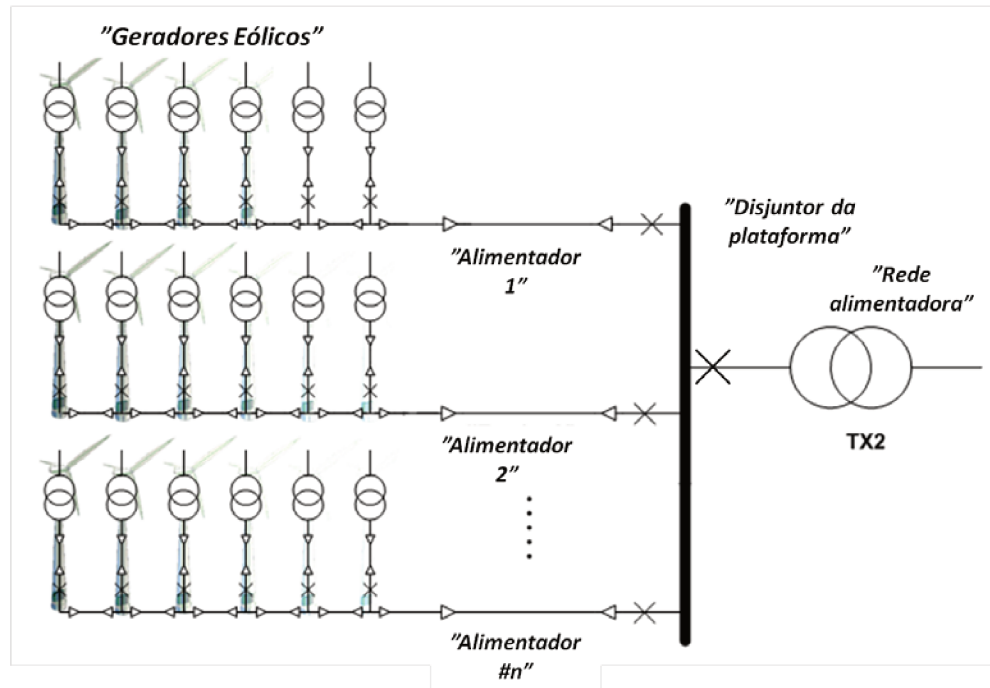 ”Geradores Eólicos”
”Alimentador
1”
”Disjuntor da
plataforma”
”Rede
alimentadora”
TX2
”Alimentador
2”
”Alimentador
#n”